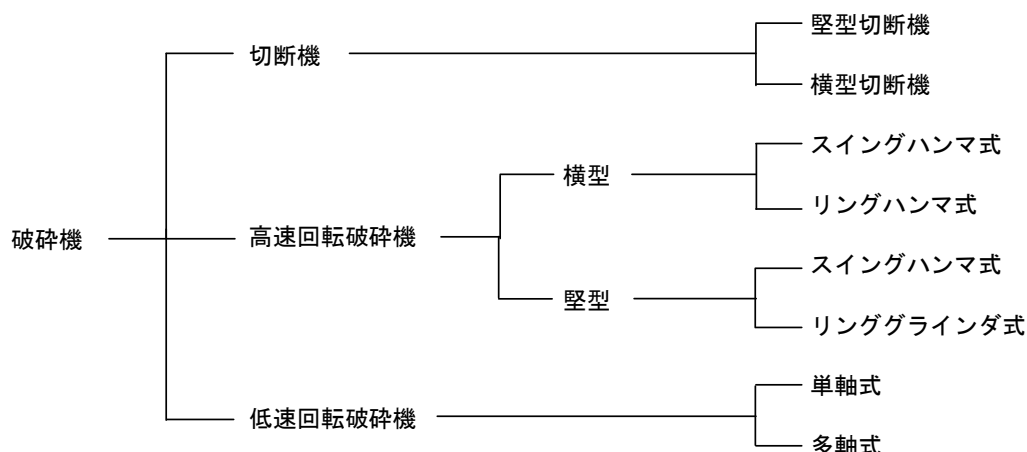 破砕機
切断機
堅型切断機
横型切断機
高速回転破砕機
横型
スイングハンマ式
リングハンマ式
堅型
スイングハンマ式
リンググラインダ式
低速回転破砕機
単軸式
多軸式